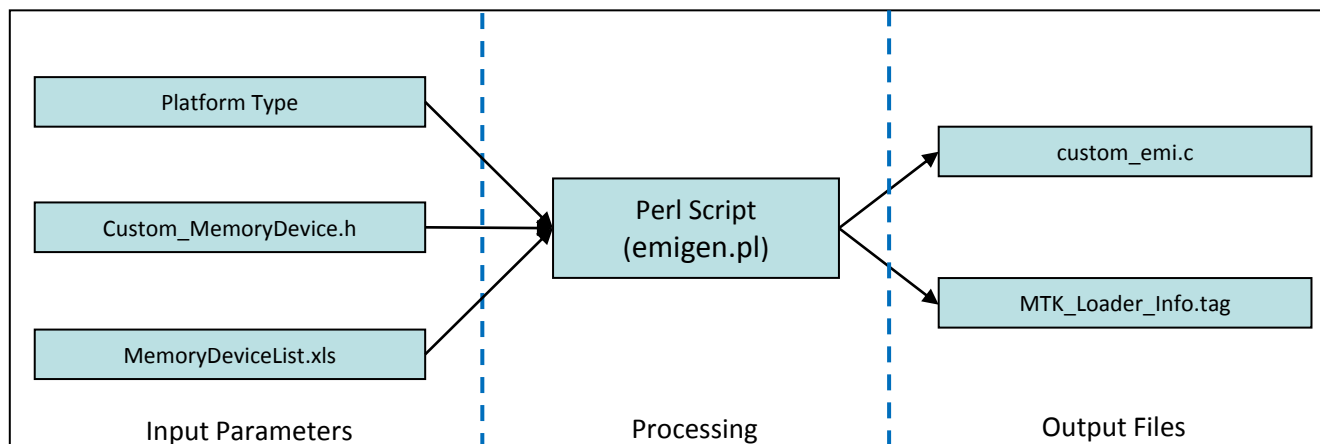 Platform Type
Custom_MemoryDevice.h
MemoryDeviceList.xls
Input Parameters
Perl Script
(emigen.pl)
Processing
custom_emi.c
MTK_Loader_Info.tag
Output Files